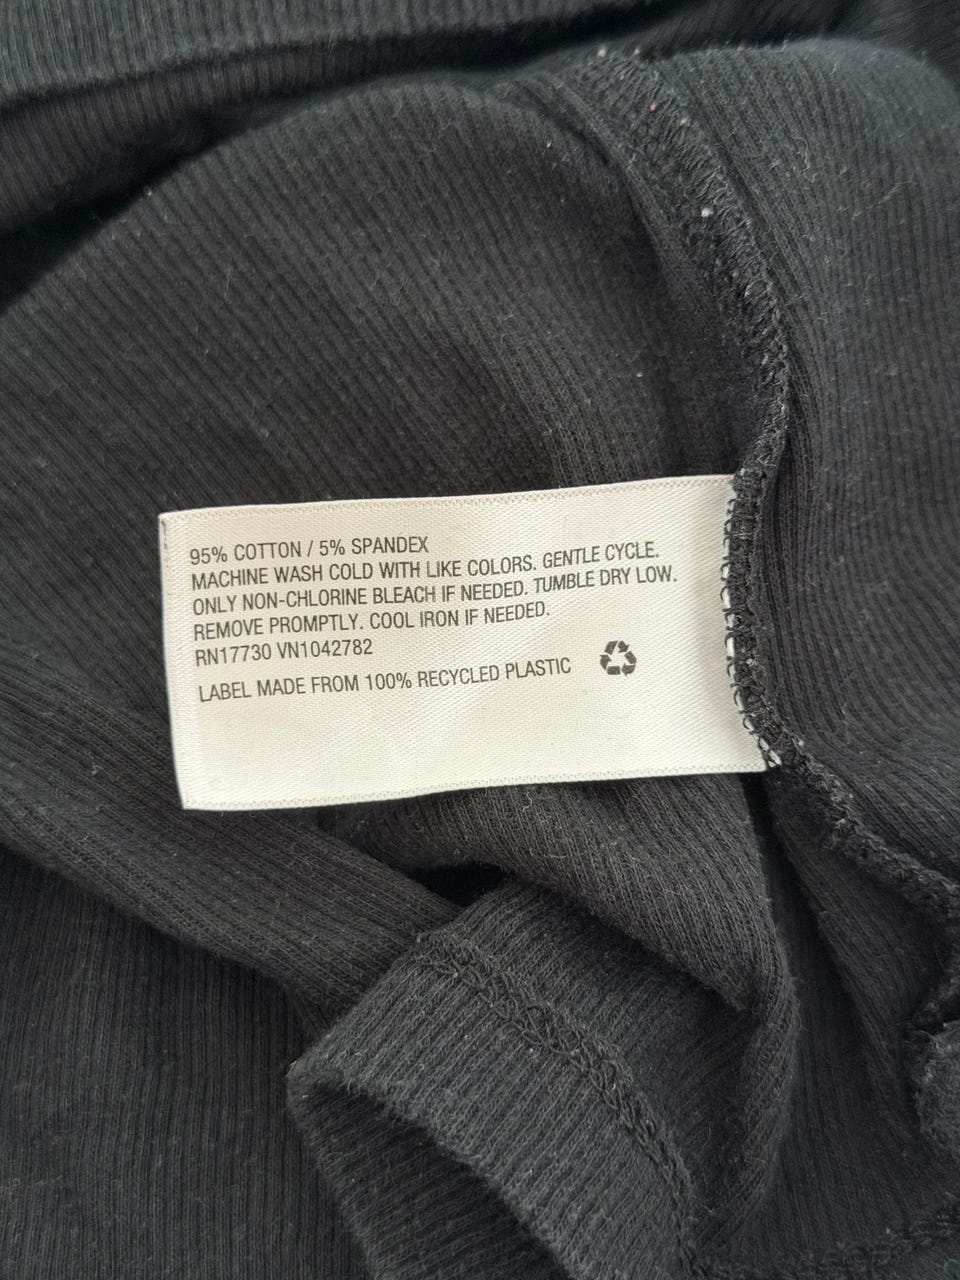 95% COTTON / 5% SPANDEX
MACHINE WASH COLD WITH LIKE COLORS. GENTLE CYCLE.
ONLY NON-CHLORINE BLEACH IF NEEDED. TUMBLE DRY LOW.
REMOVE PROMPTLY. COOL IRON IF NEEDED.
RN17730 VN1042782
LABEL MADE FROM 100% RECYCLED PLASTIC